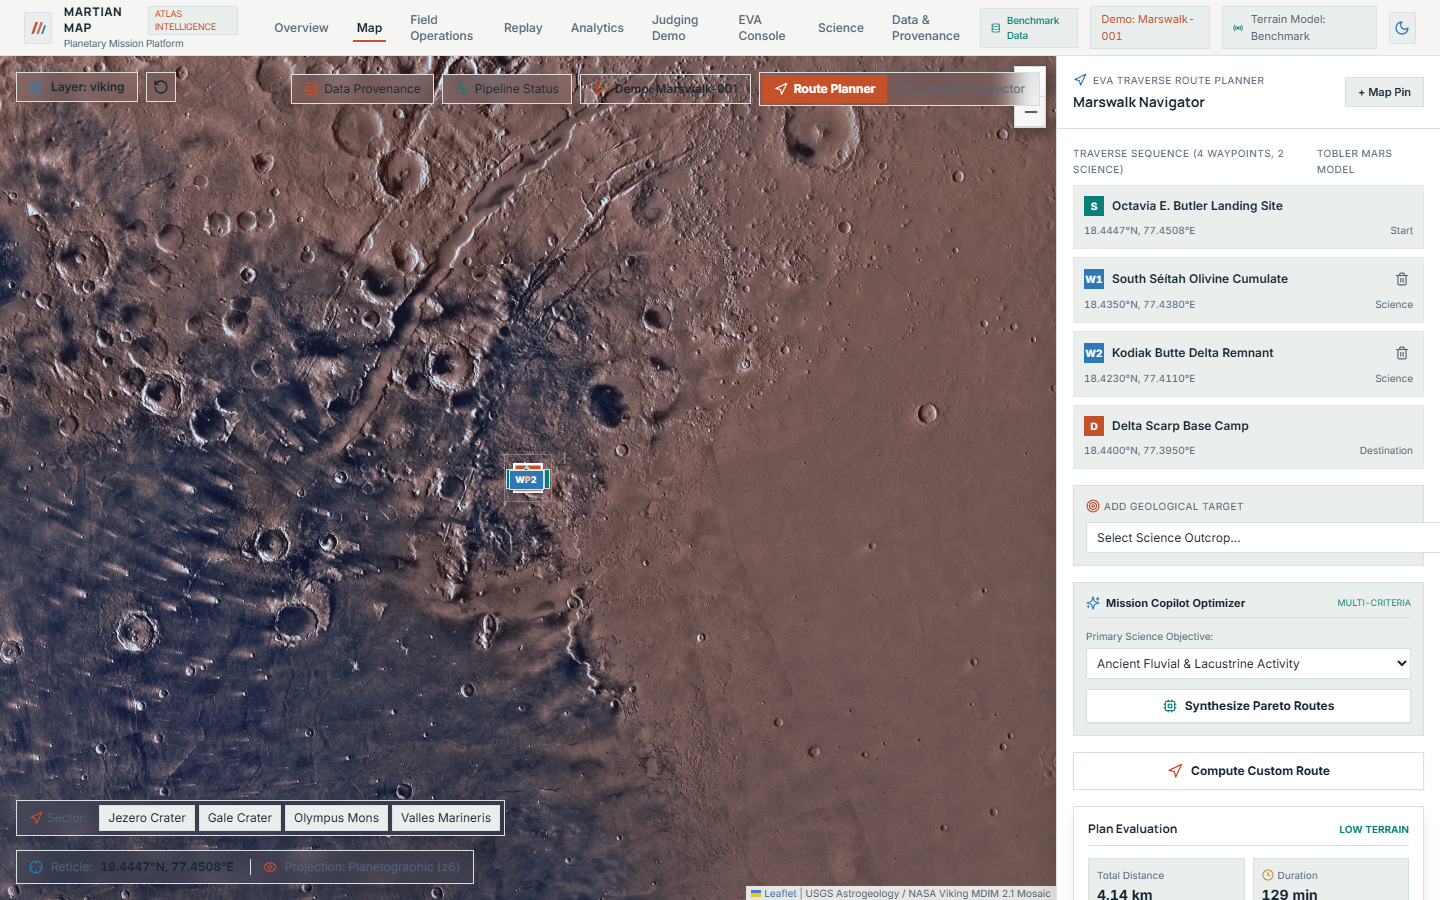 MARTIAN MAP
Planetary Mission Platform
ATLAS INTELLIGENCE
Overview
Map
Field Operations
Replay
Analytics
Judging Demo
EVA Console
Science
Data & Provenance
Benchmark Data
Demo: Marswalk-001
Terrain Model: Benchmark
Layer: viking
Data Provenance
Pipeline Status
Demo: Marswalk-001
Route Planner
EVA TRAVERSE ROUTE PLANNER
Marswalk Navigator
+ Map Pin
TRAVERSE SEQUENCE (4 WAYPOINTS, 2 SCIENCE)
TOBLER MARS MODEL
S Octavia E. Butler Landing Site
18.4447°N, 77.4508°E Start
W1 South Séítah Olivine Cumulate
18.4350°N, 77.4380°E Science
W2 Kodiak Butte Delta Remnant
18.4230°N, 77.4110°E Science
D Delta Scarp Base Camp
18.4400°N, 77.3950°E Destination
ADD GEOLOGICAL TARGET
Select Science Outcrop...
Mission Copilot Optimizer MULTI-CRITERIA
Primary Science Objective:
Ancient Fluvial & Lacustrine Activity
Synthesize Pareto Routes
Compute Custom Route
Plan Evaluation LOW TERRAIN
Total Distance
4.14 km
Duration
129 min
WP2
Sector: Jezero Crater Gale Crater Olympus Mons Valles Marineris
Reticle: 18.4447°N, 77.4508°E Projection: Planetographic (z6)
Leaflet | USGS Astrogeology / NASA Viking MDIM 2.1 Mosaic